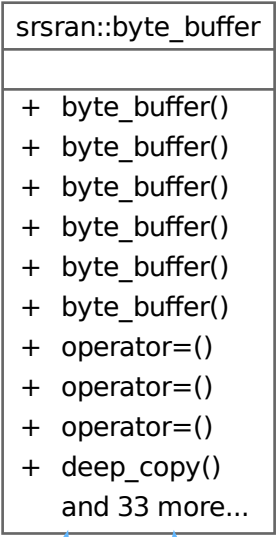 srsran::byte_buffer
+ byte_buffer()
+ byte_buffer()
+ byte_buffer()
+ byte_buffer()
+ byte_buffer()
+ byte_buffer()
+ operator=()
+ operator=()
+ operator=()
+ deep_copy()
and 33 more...